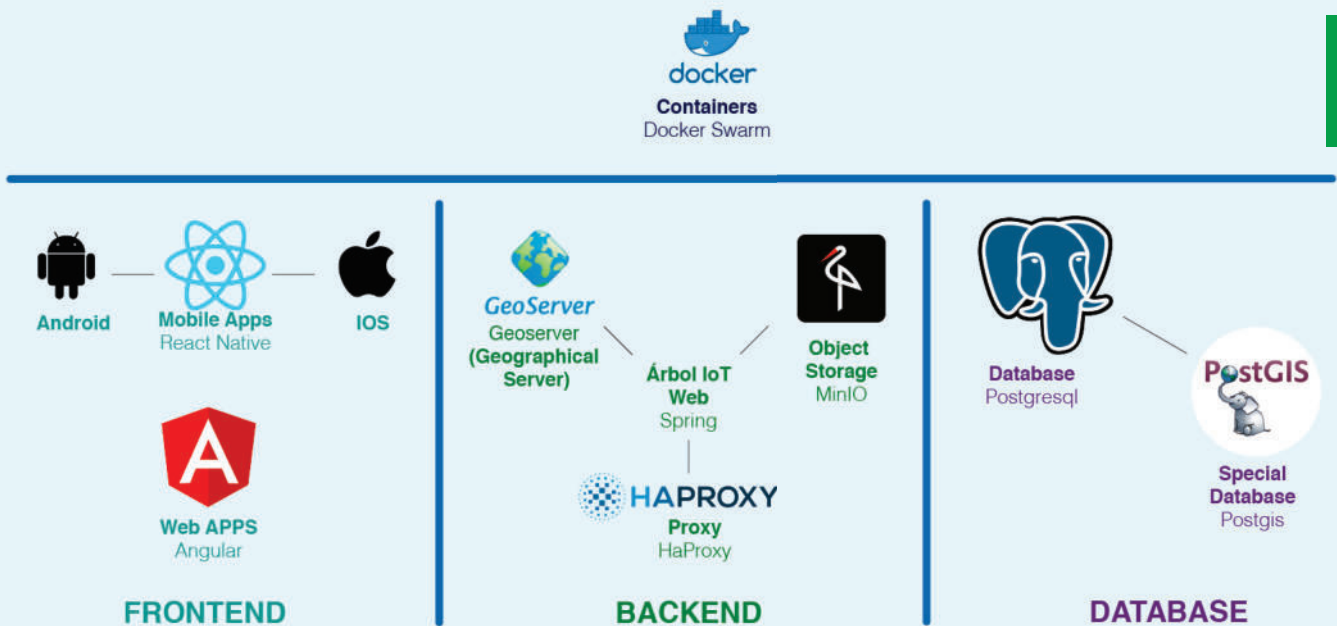 docker
Containers
Docker Swarm
Android
Mobile Apps
React Native
IOS
Web APPS
Angular
FRONTEND
GeoServer
Geoserver
(Geographical
Server)
Árbol IoT
Web
Spring
Object
Storage
MinIO
HAPROXY
Proxy
HaProxy
BACKEND
Database
Postgresql
PostGIS
Special
Database
Postgis
DATABASE